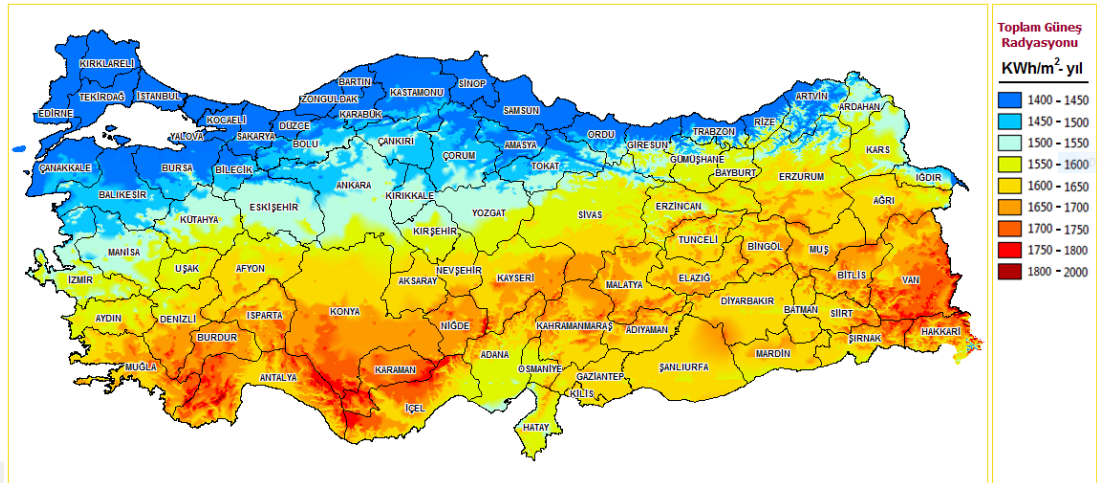 Toplam Güneş
Radyasyonu
KWh/m²- yıl
1400 - 1450
1450 - 1500
1500 - 1550
1550 - 1600
1600 - 1650
1650 - 1700
1700 - 1750
1750 - 1800
1800 - 2000
KIRKLARELİ
TEKİRDAĞ
İSTANBUL
EDİRNE
KOCAELİ
YALOVA
SAKARYA
DÜZCE
ZONGULDAK
BARTIN
KARABÜK
KASTAMONU
SİNOP
SAMSUN
BOLU
ÇANKIRI
ÇORUM
AMASYA
TOKAT
ORDU
GİRESUN
TRABZON
RİZE
ARTVİN
ARDAHAN
KARS
GÜMÜŞHANE
BAYBURT
ERZURUM
IĞDIR
AĞRI
ÇANAKKALE
BURSA
BİLECİK
BALIKESİR
ESKİŞEHİR
ANKARA
KIRIKKALE
YOZGAT
SİVAS
ERZİNCAN
KÜTAHYA
KIRŞEHİR
TUNCELİ
BİNGÖL
MUŞ
MANİSA
UŞAK
AFYON
NEVŞEHİR
AKSARAY
KAYSERİ
MALATYA
ELAZIĞ
BİTLİS
VAN
İZMİR
AYDIN
DENİZLİ
ISPARTA
KONYA
NİĞDE
KAHRAMANMARAŞ
ADIYAMAN
DİYARBAKIR
BATMAN
SİİRT
ŞIRNAK
HAKKARİ
BURDUR
MUĞLA
ANTALYA
KARAMAN
ADANA
OSMANİYE
GAZİANTEP
ŞANLIURFA
MARDİN
KİLİS
İÇEL
HATAY